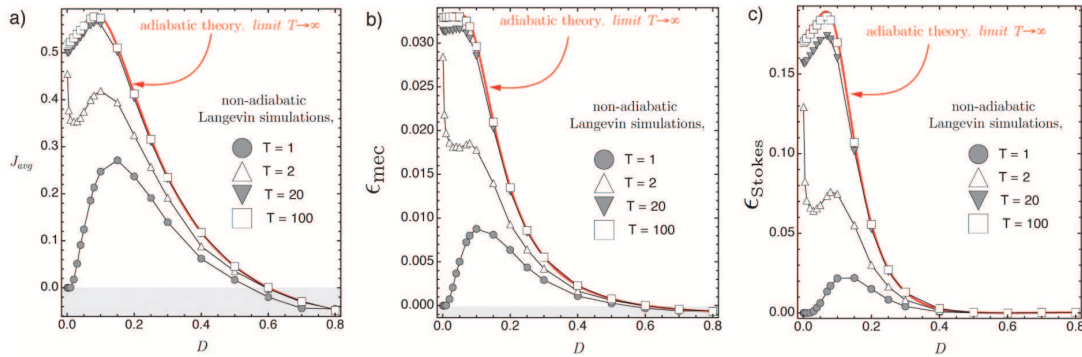 a)
adiabatic theory, limit T→∞
non-adiabatic
Langevin simulations,
T = 1
T = 2
T = 20
T = 100
J_avg
0.5
0.4
0.3
0.2
0.1
0.0
0.0 0.2 0.4 0.6 0.8
D
b)
adiabatic theory, limit T→∞
non-adiabatic
Langevin simulations,
T = 1
T = 2
T = 20
T = 100
ϵmec
0.030
0.025
0.020
0.015
0.010
0.005
0.000
0.0 0.2 0.4 0.6 0.8
D
c)
adiabatic theory, limit T→∞
non-adiabatic
Langevin simulations,
T = 1
T = 2
T = 20
T = 100
ϵStokes
0.15
0.10
0.05
0.00
0.0 0.2 0.4 0.6 0.8
D